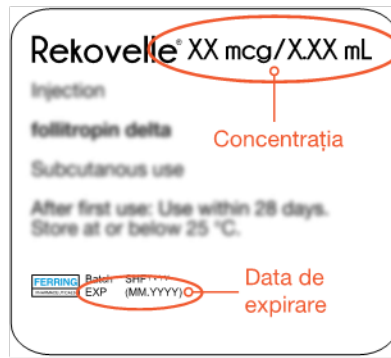 Rekovelle® XX mcg/X.XX mL
Injection
Concentrația
follitropin delta
Subcutanous use
After first use: Use within 28 days.
Store at or below 25 °C.
FERRING
Batch
EXP (MM.YYYY)
Data de
expirare